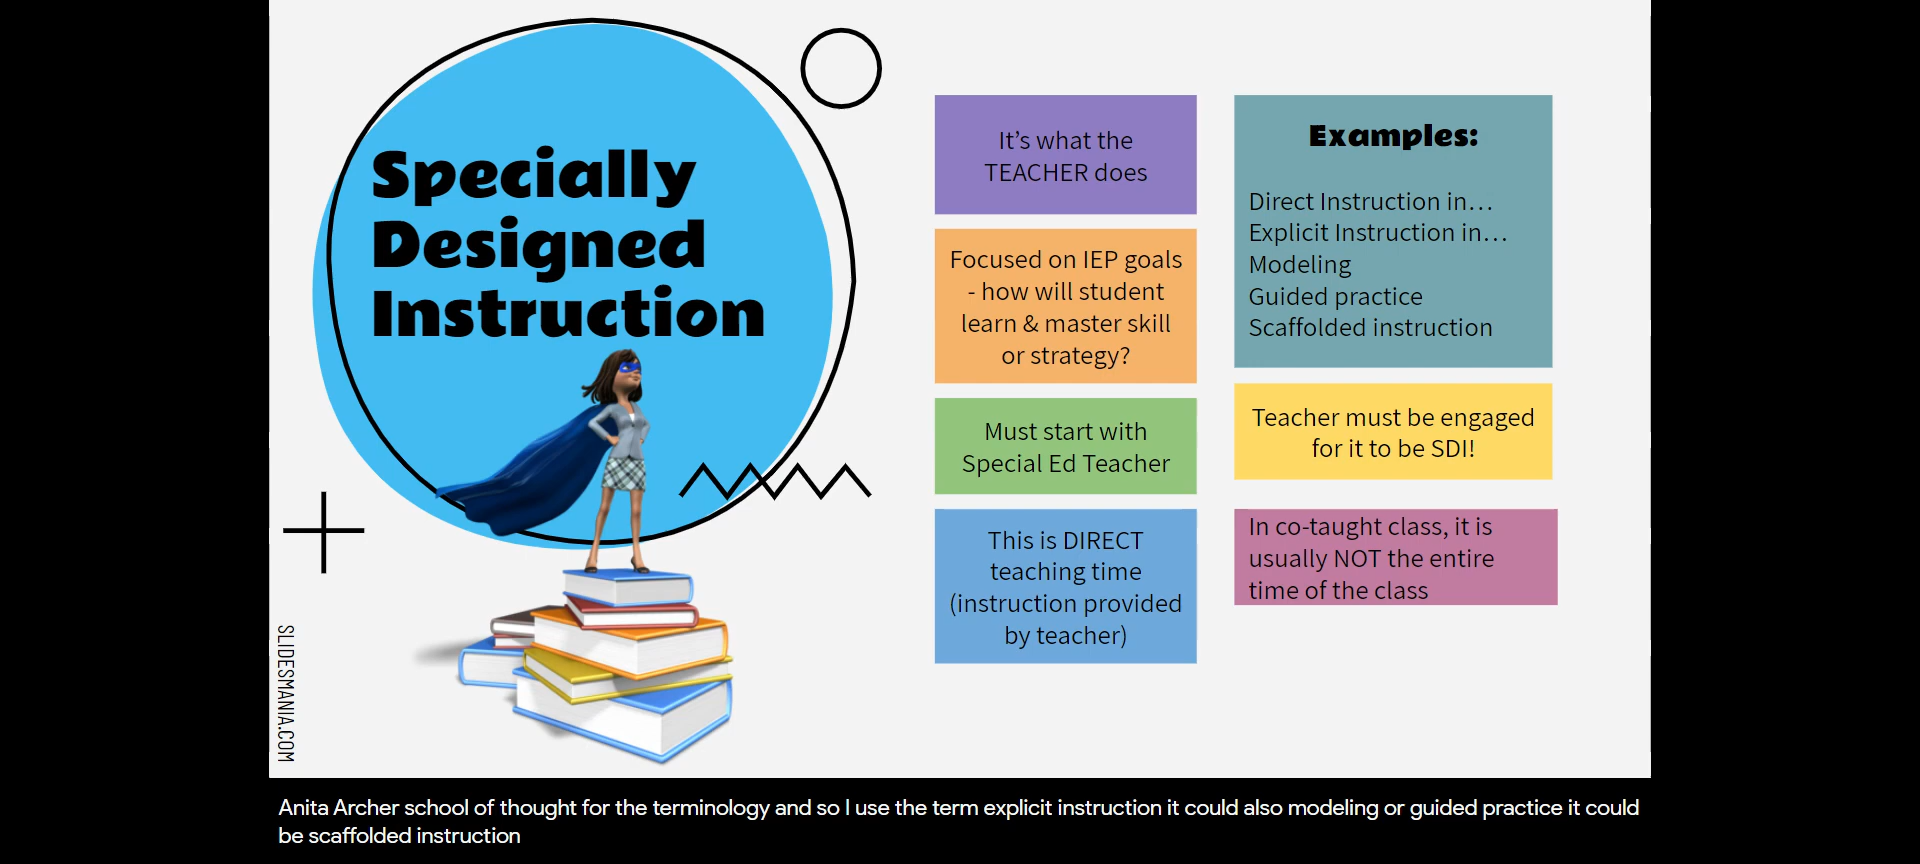 Specially
Designed
Instruction
It’s what the
TEACHER does
Focused on IEP goals
- how will student
learn & master skill
or strategy?
Must start with
Special Ed Teacher
This is DIRECT
teaching time
(instruction provided
by teacher)
Examples:
Direct Instruction in...
Explicit Instruction in...
Modeling
Guided practice
Scaffolded instruction
Teacher must be engaged
for it to be SDI!
In co-taught class, it is
usually NOT the entire
time of the class
SLIDESMANIA.COM
Anita Archer school of thought for the terminology and so I use the term explicit instruction it could also modeling or guided practice it could
be scaffolded instruction